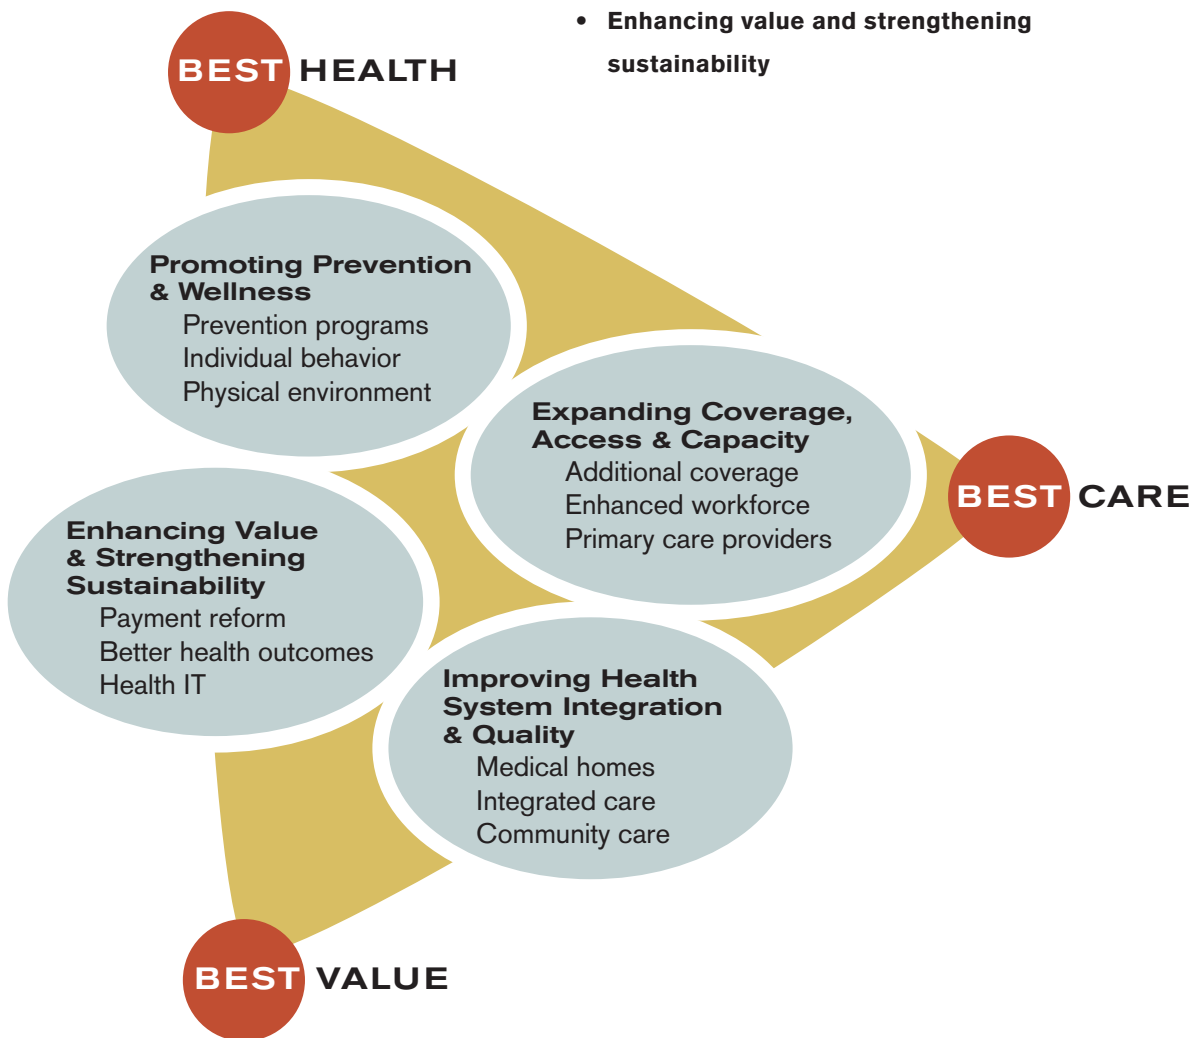 • Enhancing value and strengthening
sustainability
BEST HEALTH
Promoting Prevention
& Wellness
Prevention programs
Individual behavior
Physical environment
Expanding Coverage,
Access & Capacity
Additional coverage
Enhanced workforce
Primary care providers
BEST CARE
Enhancing Value
& Strengthening
Sustainability
Payment reform
Better health outcomes
Health IT
Improving Health
System Integration
& Quality
Medical homes
Integrated care
Community care
BEST VALUE